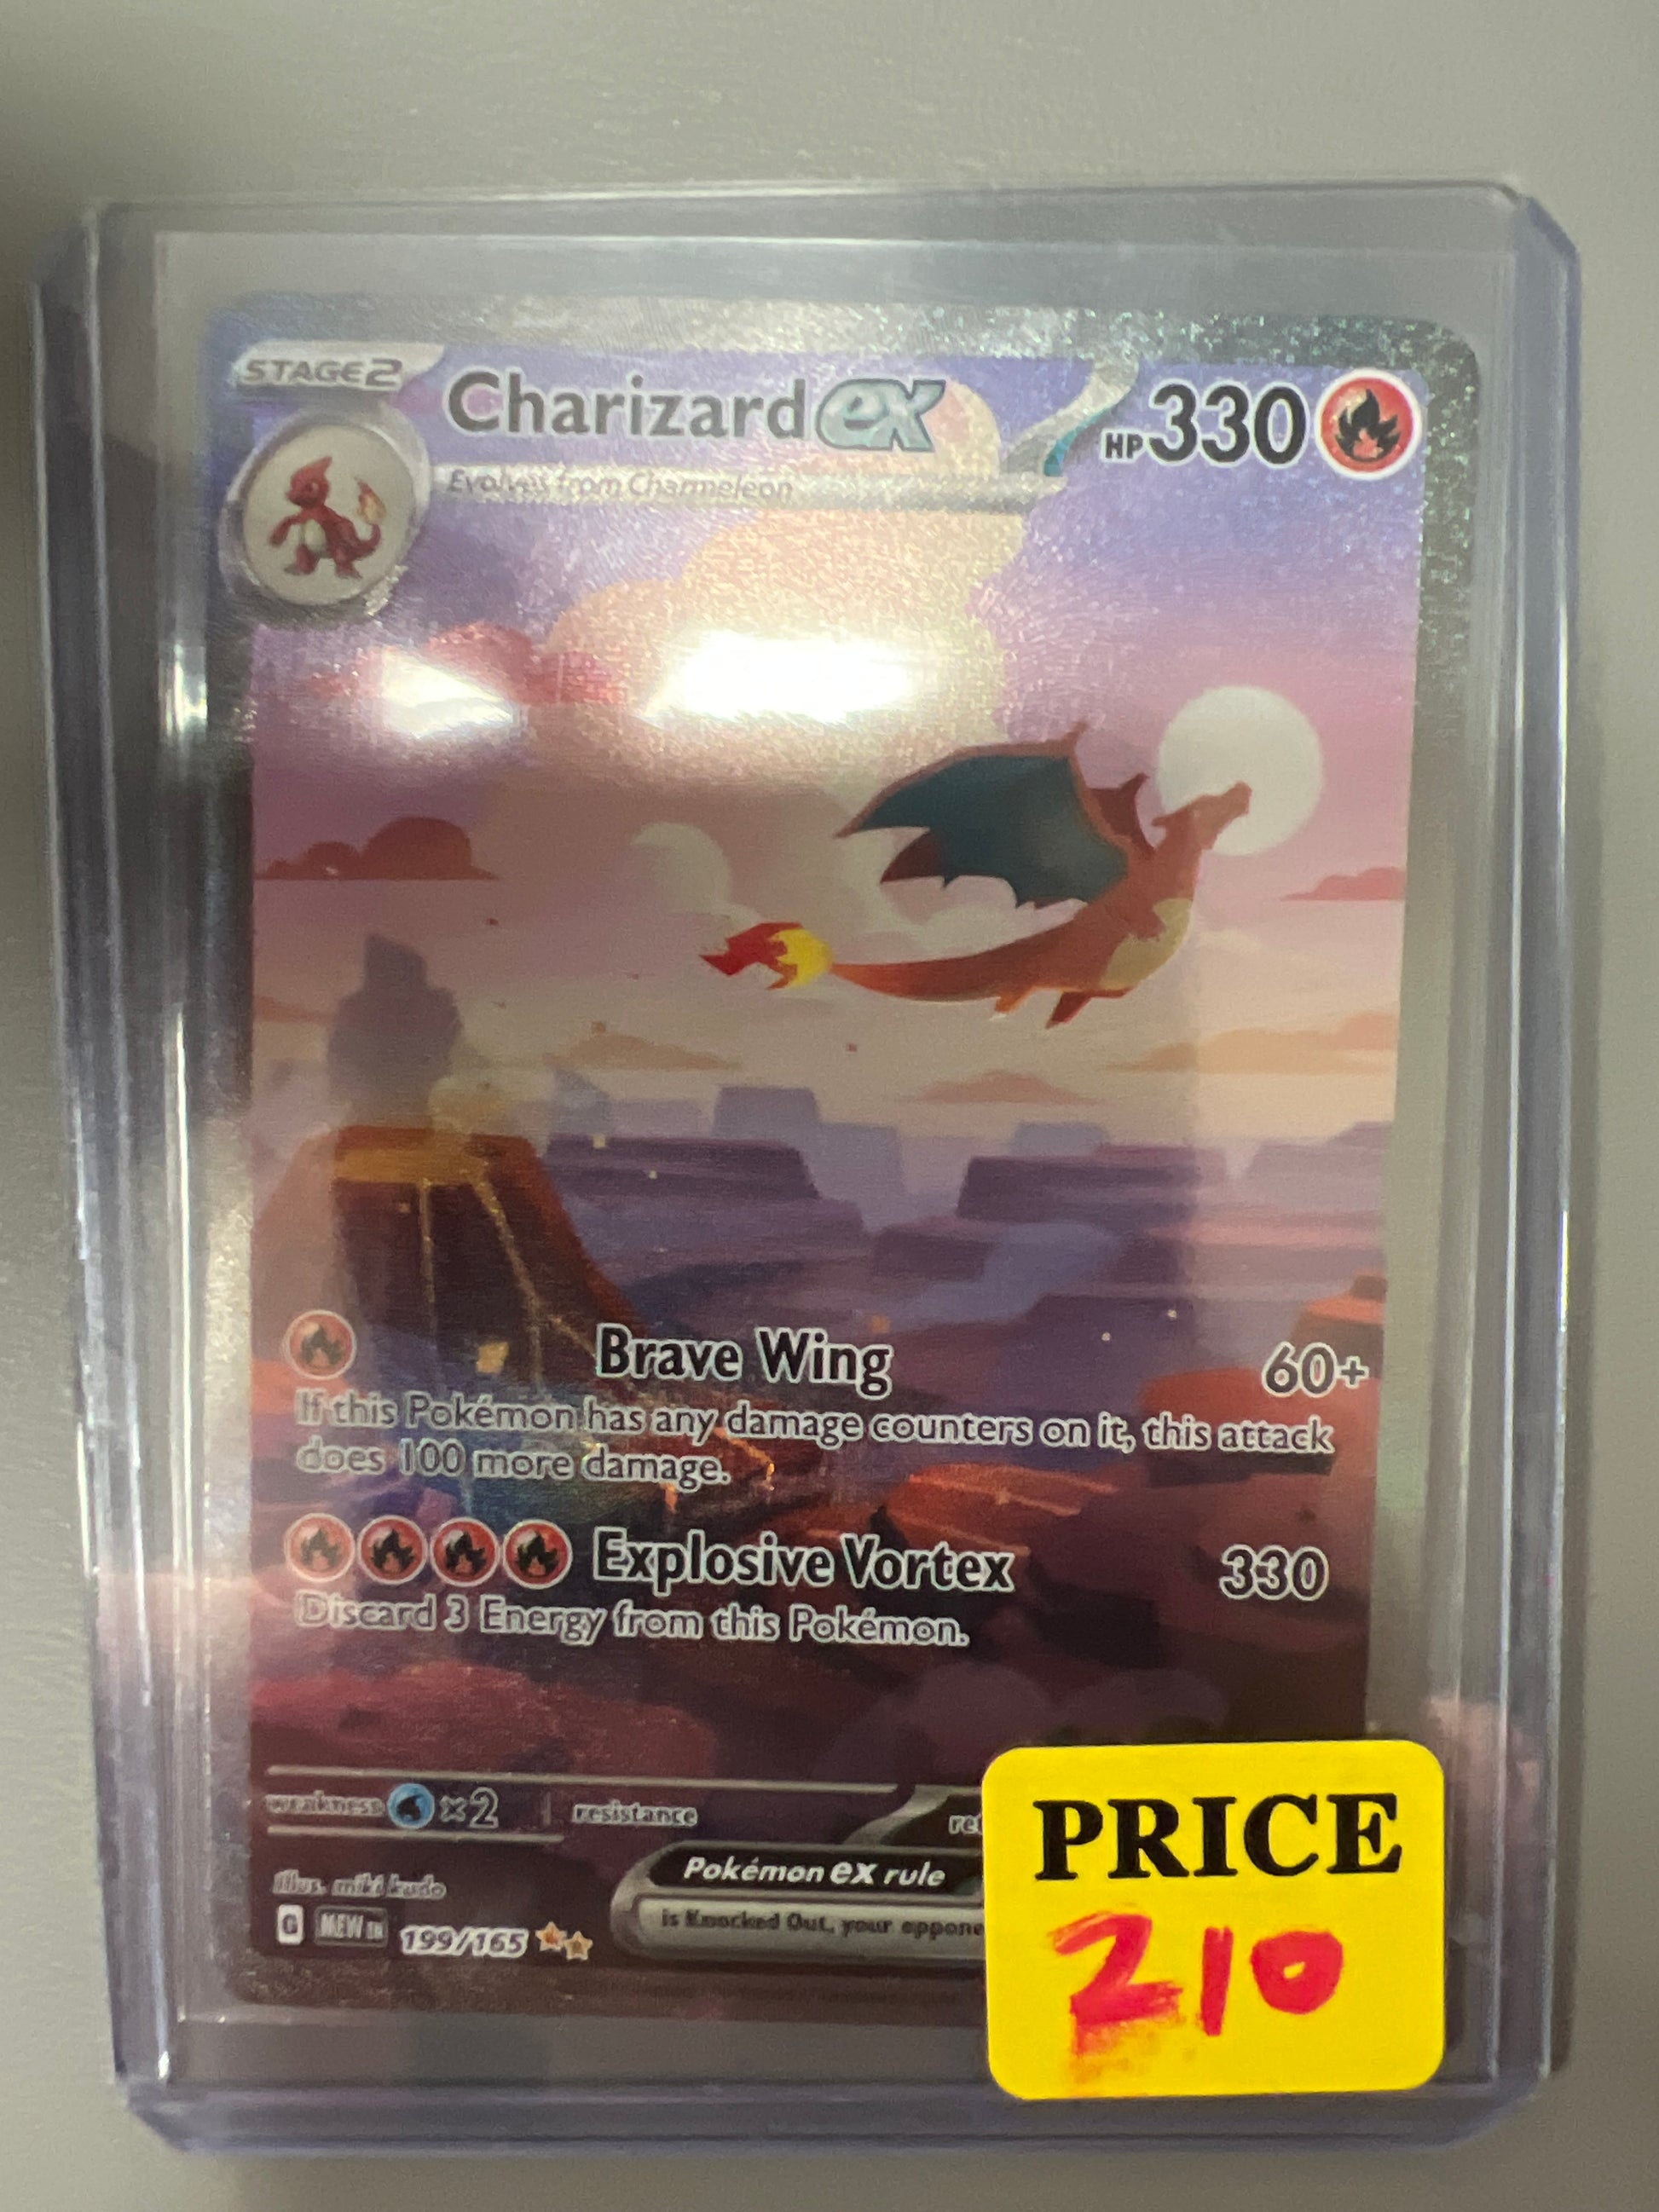 STAGE2
Charizard ex
HP 330
Evolves from Charmeleon
Brave Wing 60+
If this Pokémon has any damage counters on it, this attack
does 100 more damage.
Explosive Vortex 330
Discard 3 Energy from this Pokémon.
weakness ×2 resistance
Illus. miki kudo
Pokémon ex rule
is Knocked Out, your
G MEW EN 199/165
PRICE
210